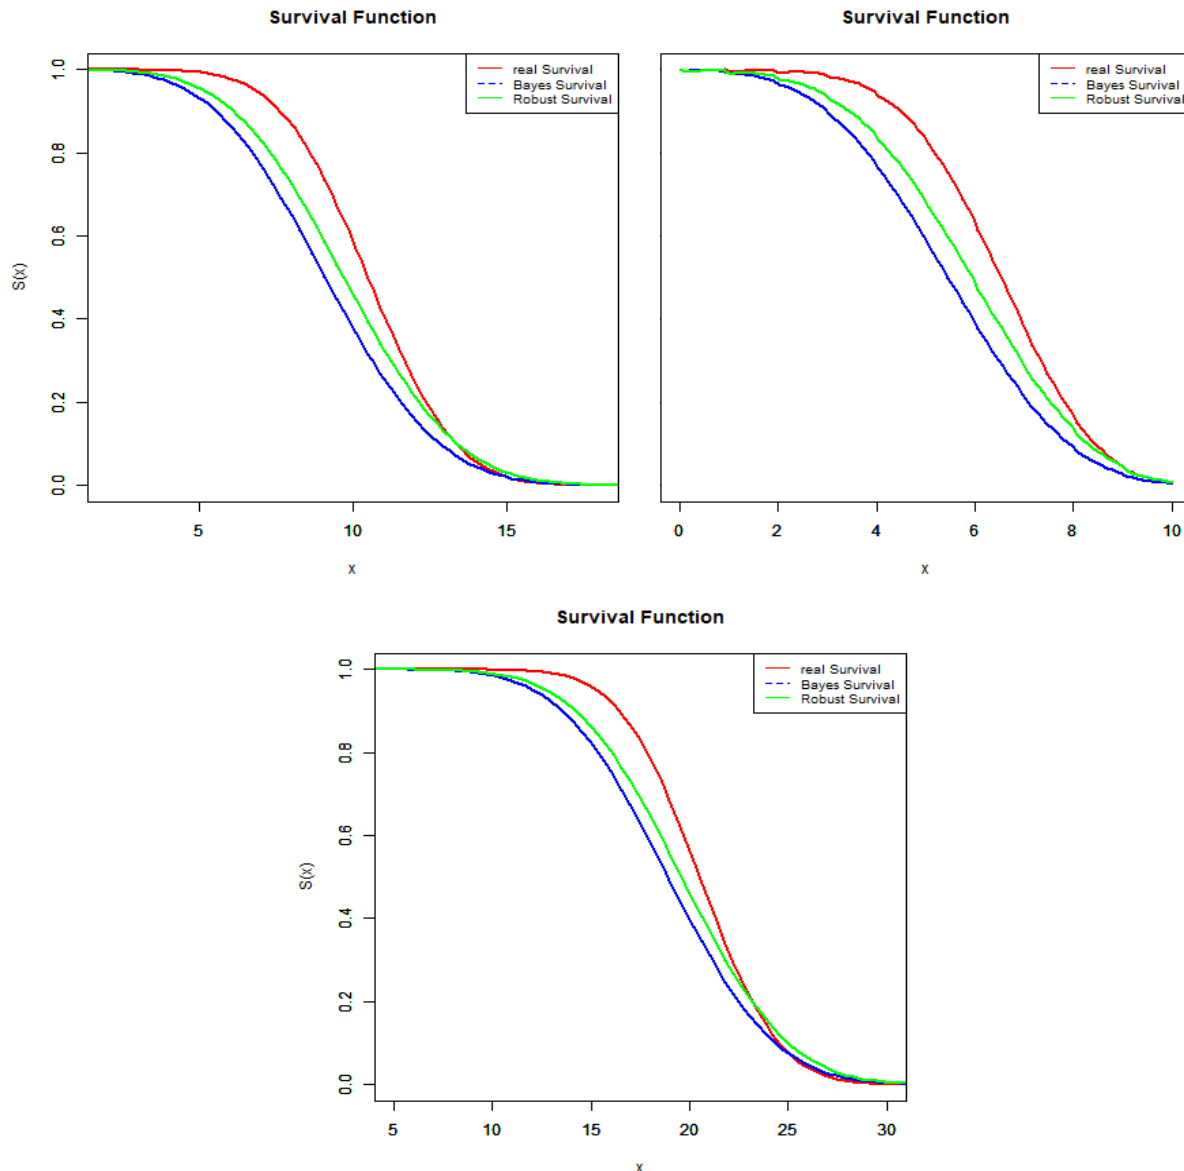 Survival Function
real Survival
Bayes Survival
Robust Survival
S(x)
1.0
0.8
0.6
0.4
0.2
0.0
5 10 15
x
Survival Function
real Survival
Bayes Survival
Robust Survival
0 2 4 6 8 10
x
Survival Function
real Survival
Bayes Survival
Robust Survival
S(x)
1.0
0.8
0.6
0.4
0.2
0.0
5 10 15 20 25 30
x